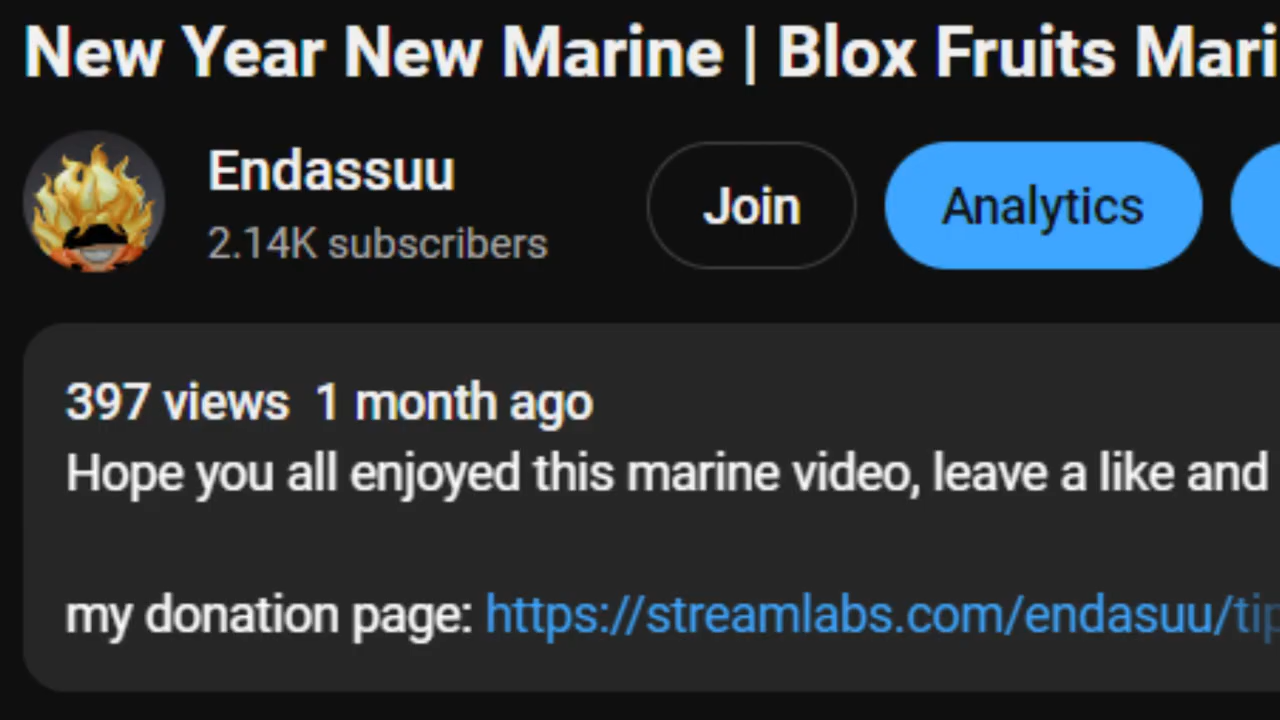 New Year New Marine | Blox Fruits Mari
Endassuu
2.14K subscribers
Join
Analytics
397 views 1 month ago
Hope you all enjoyed this marine video, leave a like and
my donation page: https://streamlabs.com/endasuu/tip